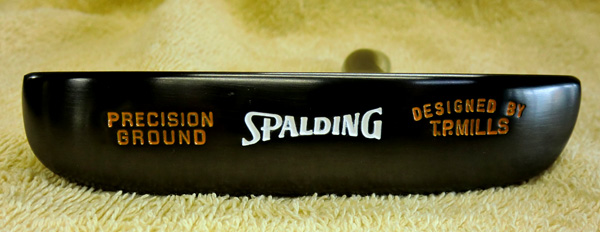 PRECISION
GROUND
SPALDING
DESIGNED BY
T.P. MILLS